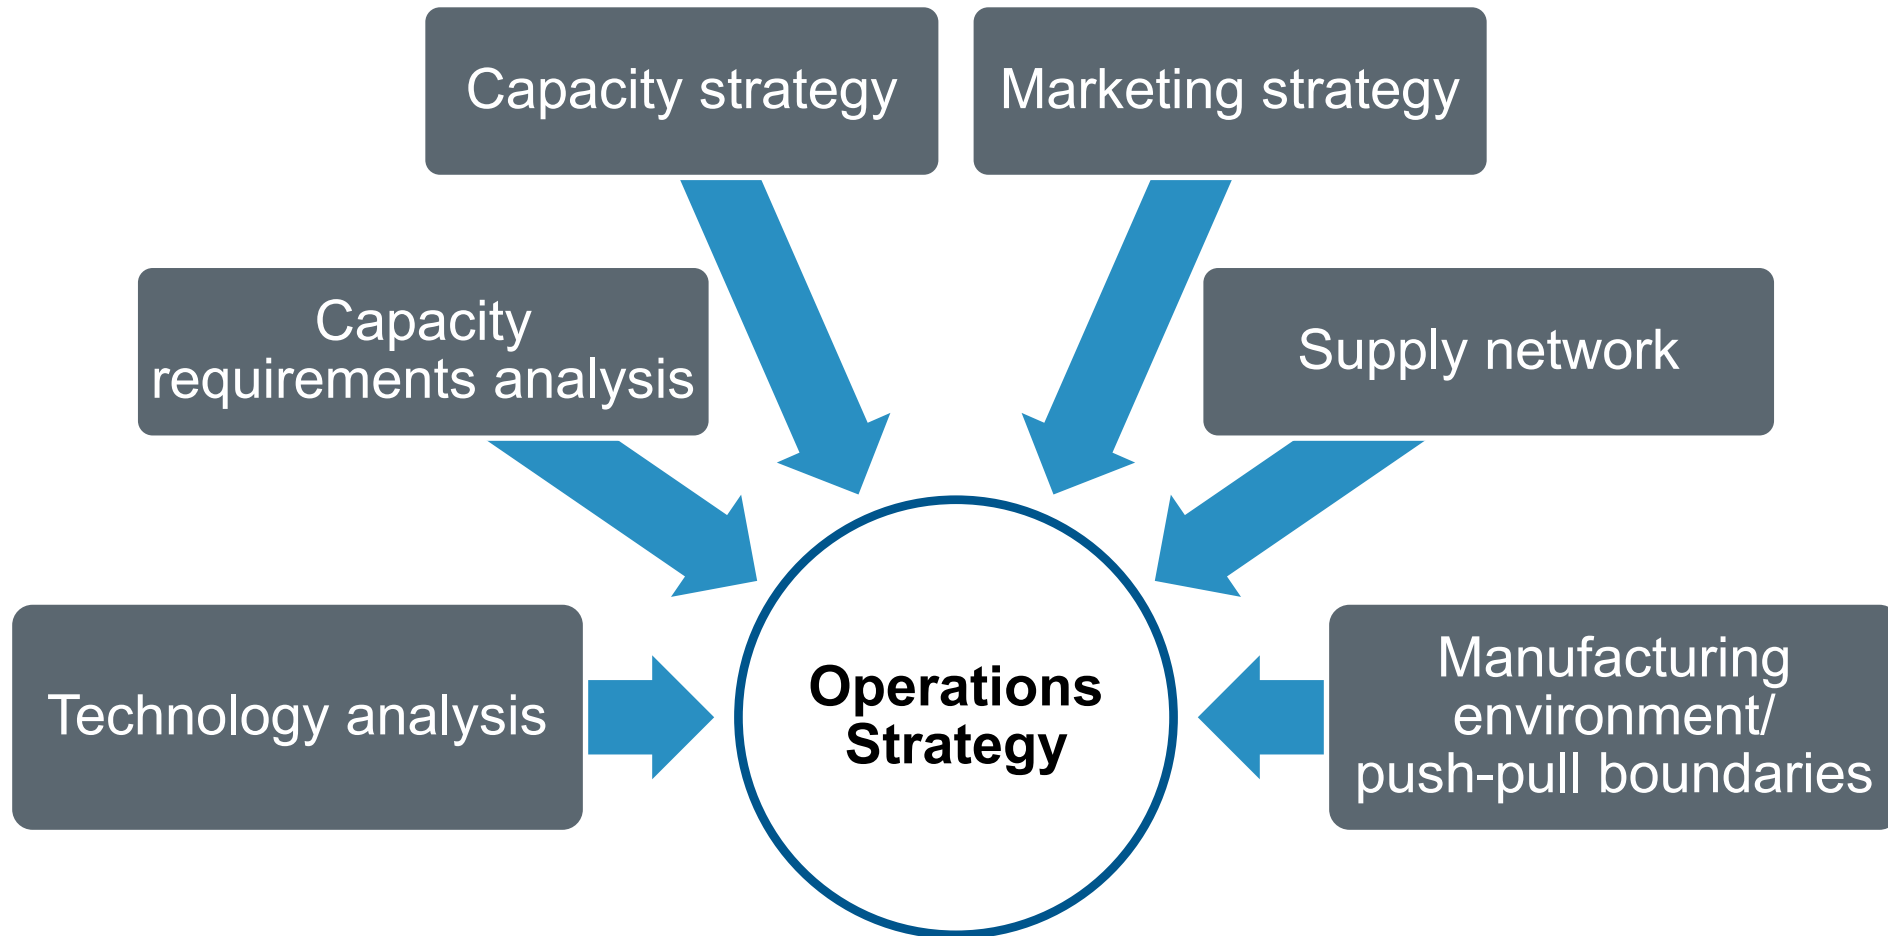 Capacity strategy
Marketing strategy
Capacity
requirements analysis
Supply network
Technology analysis
Operations
Strategy
Manufacturing
environment/
push-pull boundaries